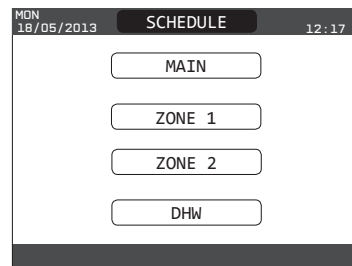 MON
18/05/2013 SCHEDULE 12:17
MAIN
ZONE 1
ZONE 2
DHW